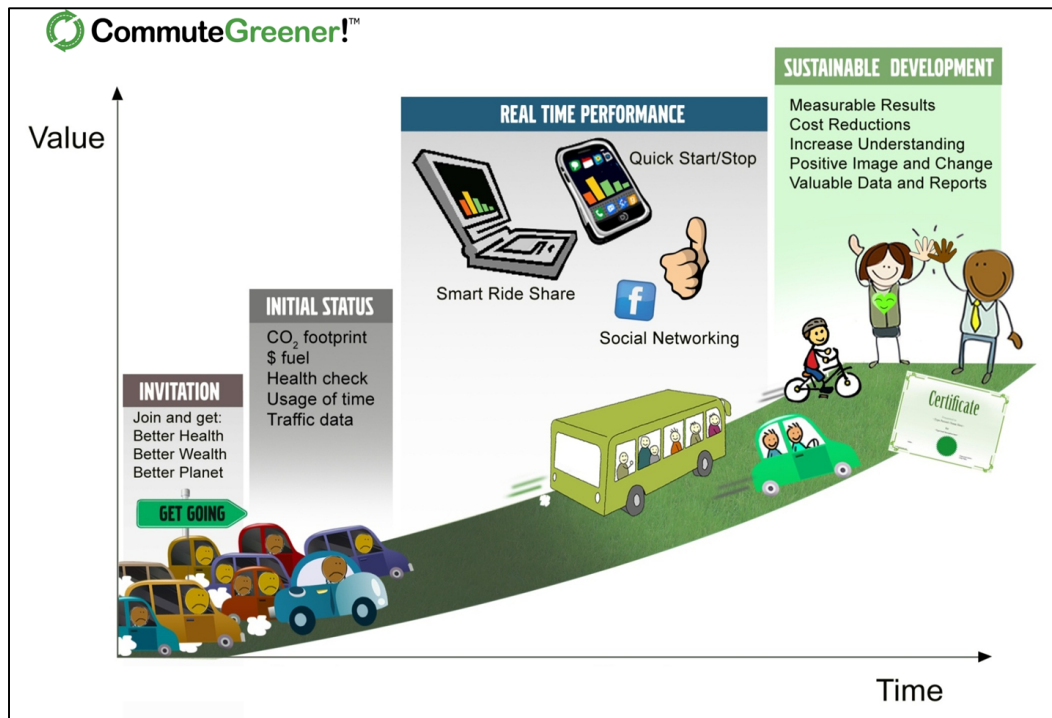 CommuteGreener!™
Value
INVITATION
Join and get:
Better Health
Better Wealth
Better Planet
GET GOING
INITIAL STATUS
CO₂ footprint
$ fuel
Health check
Usage of time
Traffic data
REAL TIME PERFORMANCE
Quick Start/Stop
Smart Ride Share
f
Social Networking
SUSTAINABLE DEVELOPMENT
Measurable Results
Cost Reductions
Increase Understanding
Positive Image and Change
Valuable Data and Reports
Certificate
Time